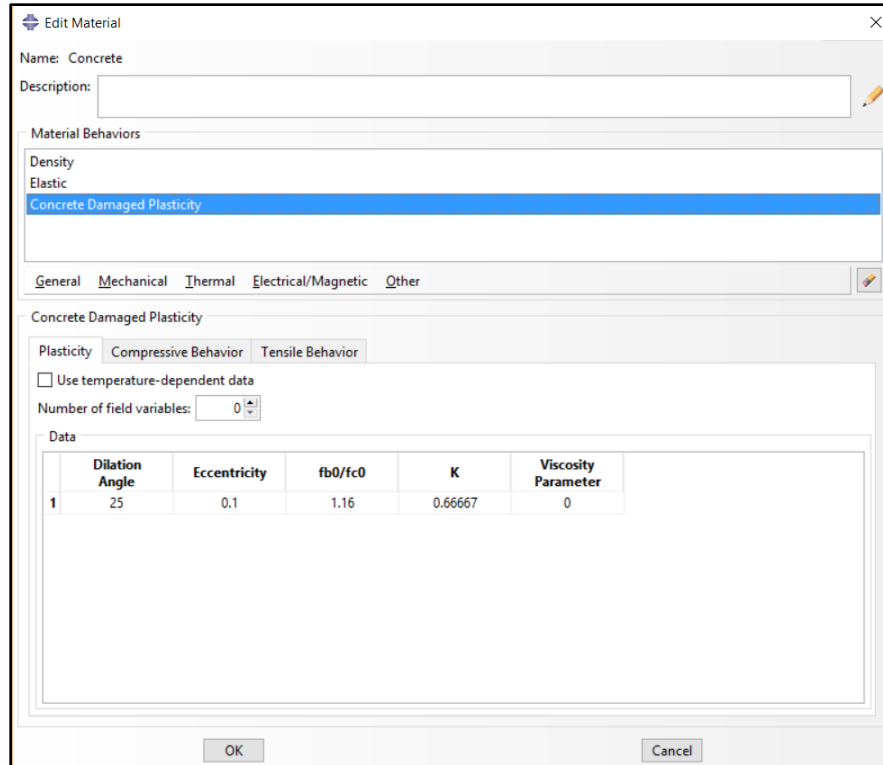 Edit Material
Name: Concrete
Description:
Material Behaviors
Density
Elastic
Concrete Damaged Plasticity
General Mechanical Thermal Electrical/Magnetic Other
Concrete Damaged Plasticity
Plasticity Compressive Behavior Tensile Behavior
Use temperature-dependent data
Number of field variables: 0
Data
Dilation Angle Eccentricity fb0/fc0 K Viscosity Parameter
1 25 0.1 1.16 0.66667 0
OK Cancel